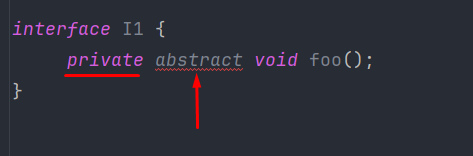 interface I1 {
private abstract void foo();
}